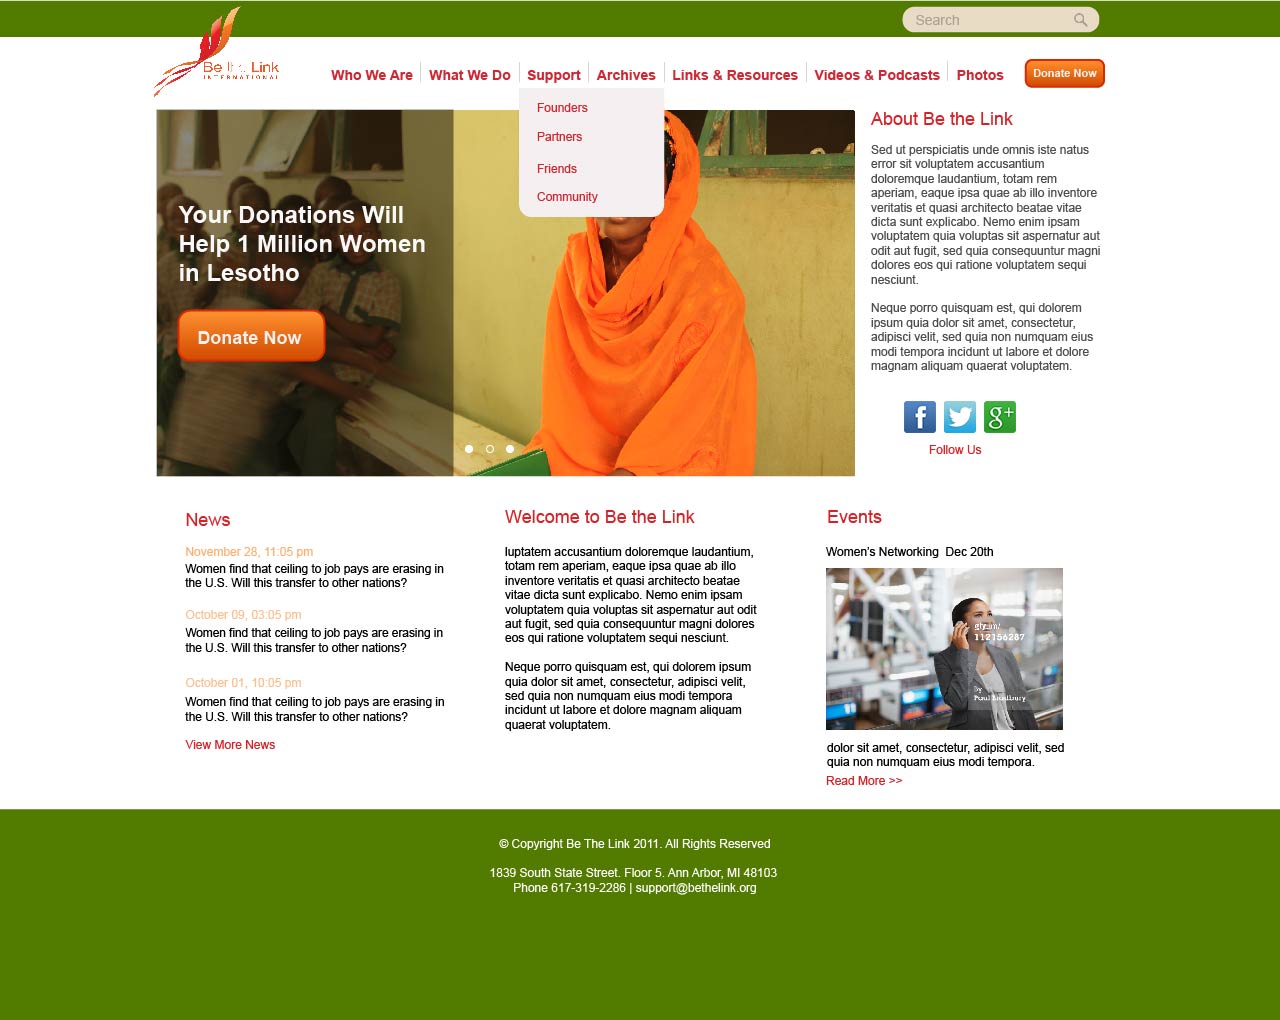 Search
Be the Link
INTERNATIONAL
Who We Are
What We Do
Support
Archives
Links & Resources
Videos & Podcasts
Photos
Donate Now
Founders
Partners
Friends
Community
Your Donations Will
Help 1 Million Women
in Lesotho
Donate Now
About Be the Link
Sed ut perspiciatis unde omnis iste natus
error sit voluptatem accusantium
doloremque laudantium, totam rem
aperiam, eaque ipsa quae ab illo inventore
veritatis et quasi architecto beatae vitae
dicta sunt explicabo. Nemo enim ipsam
voluptatem quia voluptas sit aspernatur aut
odit aut fugit, sed quia consequuntur magni
dolores eos qui ratione voluptatem sequi
nesciunt.
Neque porro quisquam est, qui dolorem
ipsum quia dolor sit amet, consectetur,
adipisci velit, sed quia non numquam eius
modi tempora incidunt ut labore et dolore
magnam aliquam quaerat voluptatem.
f
g+
Follow Us
News
November 28, 11:05 pm
Women find that ceiling to job pays are erasing in
the U.S. Will this transfer to other nations?
October 09, 03:05 pm
Women find that ceiling to job pays are erasing in
the U.S. Will this transfer to other nations?
October 01, 10:05 pm
Women find that ceiling to job pays are erasing in
the U.S. Will this transfer to other nations?
View More News
Welcome to Be the Link
luptatem accusantium doloremque laudantium,
totam rem aperiam, eaque ipsa quae ab illo
inventore veritatis et quasi architecto beatae
vitae dicta sunt explicabo. Nemo enim ipsam
voluptatem quia voluptas sit aspernatur aut odit
aut fugit, sed quia consequuntur magni dolores
eos qui ratione voluptatem sequi nesciunt.
Neque porro quisquam est, qui dolorem ipsum
quia dolor sit amet, consectetur, adipisci velit,
sed quia non numquam eius modi tempora
incidunt ut labore et dolore magnam aliquam
quaerat voluptatem.
Events
Women's Networking Dec 20th
gty.im/
112156287
By
Paul Bradbury
dolor sit amet, consectetur, adipisci velit, sed
quia non numquam eius modi tempora.
Read More >>
© Copyright Be The Link 2011. All Rights Reserved
1839 South State Street. Floor 5. Ann Arbor, MI 48103
Phone 617-319-2286 | support@bethelink.org